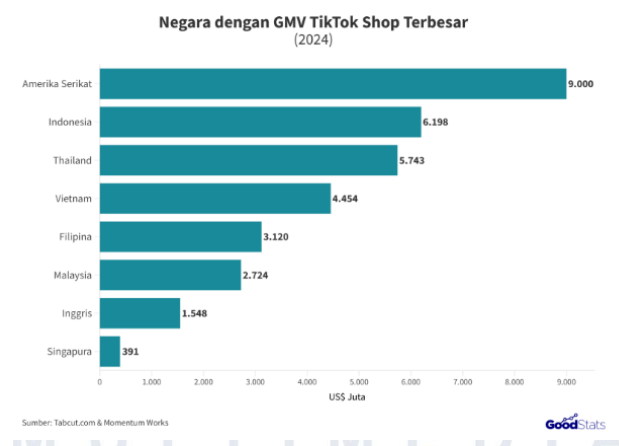 Negara dengan GMV TikTok Shop Terbesar
(2024)
Amerika Serikat 9.000
Indonesia 6.198
Thailand 5.743
Vietnam 4.454
Filipina 3.120
Malaysia 2.724
Inggris 1.548
Singapura 391
0 1.000 2.000 3.000 4.000 5.000 6.000 7.000 8.000 9.000
US$ Juta
Sumber: Tabcut.com & Momentum Works
GoodStats